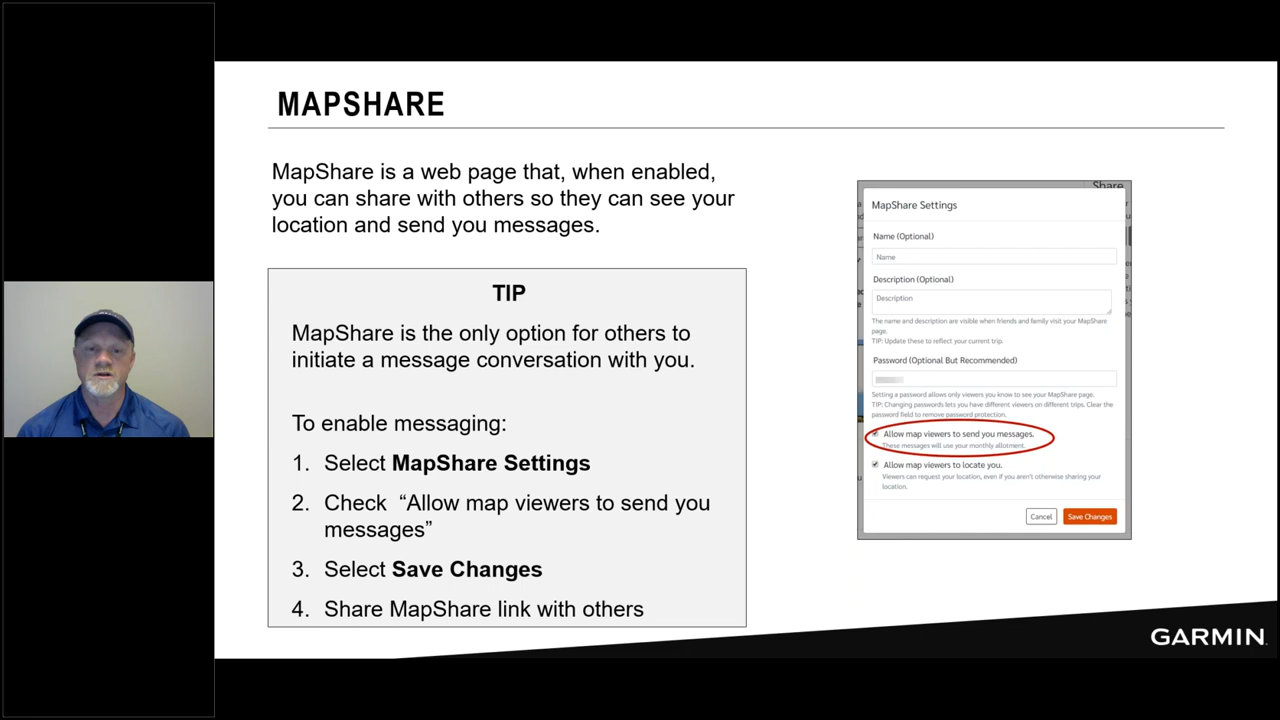 MAPSHARE
MapShare is a web page that, when enabled,
you can share with others so they can see your
location and send you messages.
TIP
MapShare is the only option for others to
initiate a message conversation with you.
To enable messaging:
1. Select MapShare Settings
2. Check “Allow map viewers to send you
messages”
3. Select Save Changes
4. Share MapShare link with others
Share
MapShare Settings
Name (Optional)
Name
Description (Optional)
Description
The name and description are visible when friends and family visit your MapShare
page.
TIP: Update these to reflect your current trip.
Password (Optional But Recommended)
Setting a password allows only viewers you know to see your MapShare page.
TIP: Changing passwords lets you have different viewers on different trips. Clear the
password field to remove password protection.
Allow map viewers to send you messages.
These messages will use your monthly allotment.
Allow map viewers to locate you.
Viewers can request your location, even if you aren't otherwise sharing your
location.
Cancel
Save Changes
GARMIN